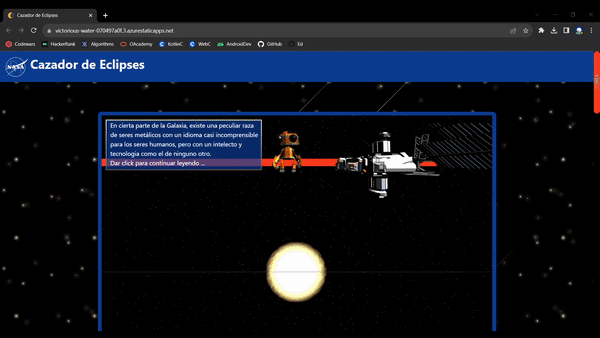 Cazador de Eclipses
victorious-water-070497a0f.3.azurestaticapps.net
Codewars HackerRank Algorithms OAcademy KotlinC WebC AndroidDev GitHub Ed
NASA Cazador de Eclipses
En cierta parte de la Galaxia, existe una peculiar raza
de seres metálicos con un idioma casi incomprensible
para los seres humanos, pero con un intelecto y
tecnología como el de ninguno otro.
Dar click para continuar leyendo ...